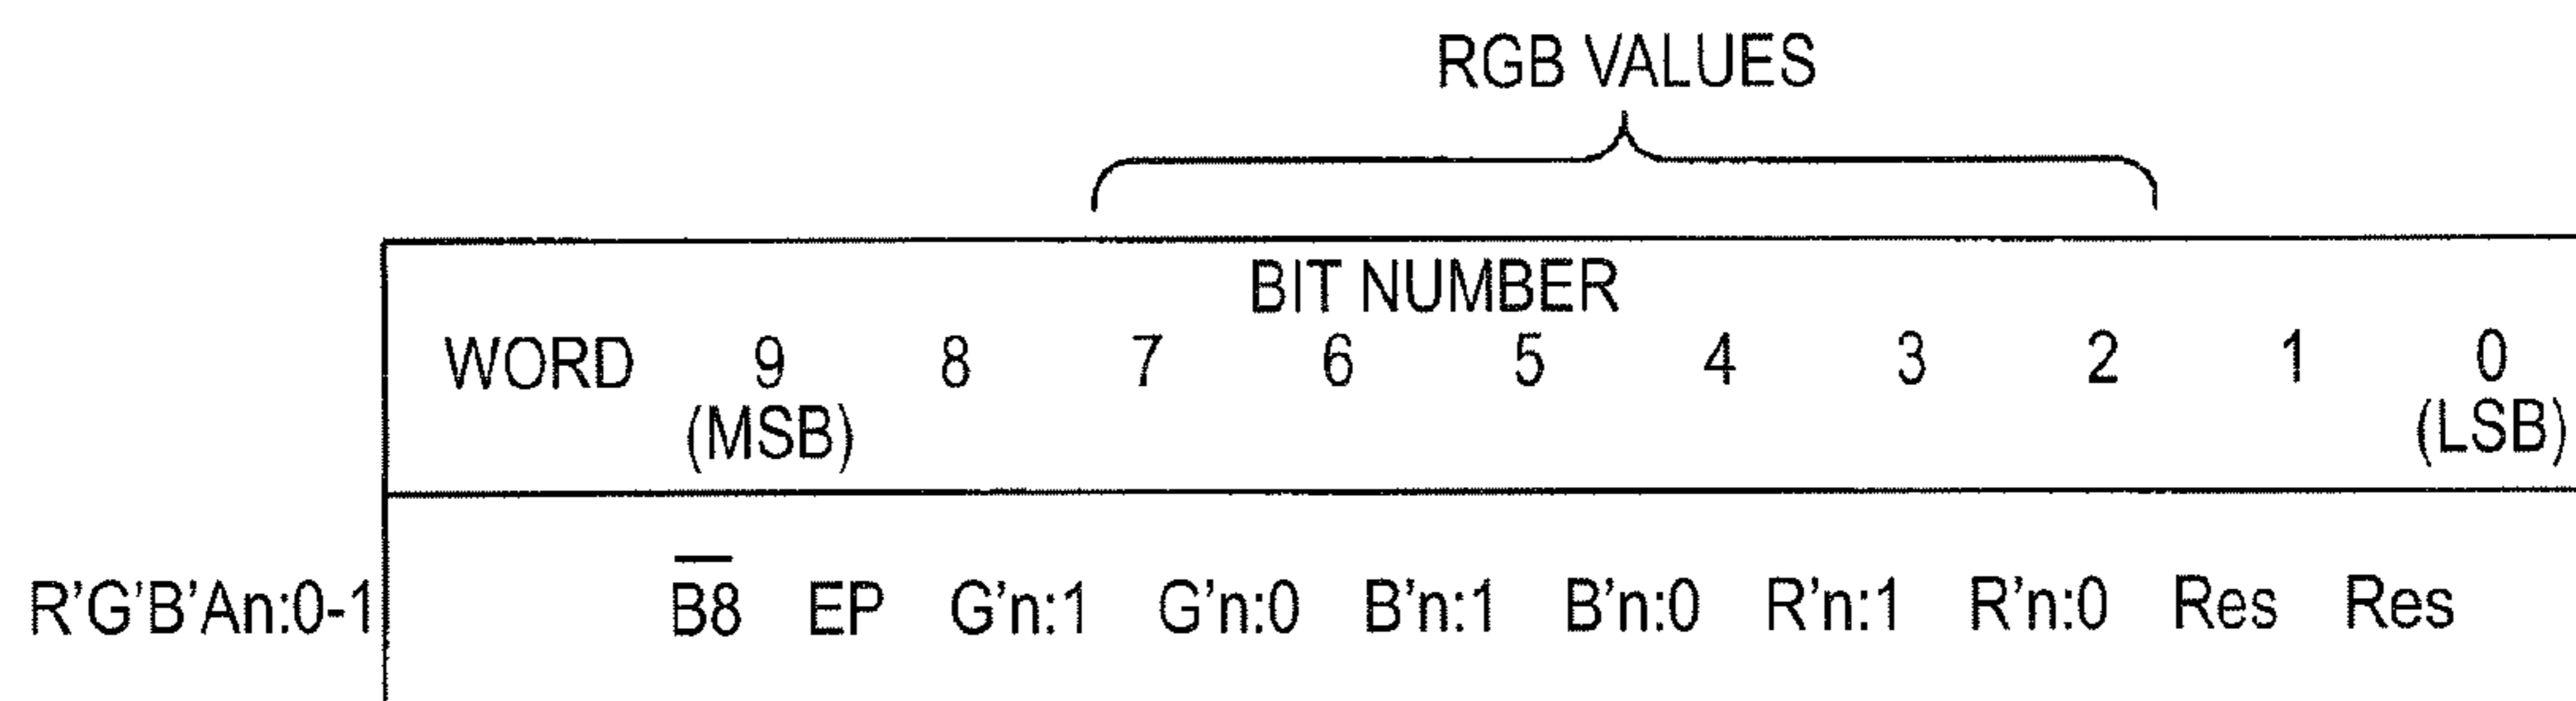 RGB VALUES
BIT NUMBER
WORD 9 8 7 6 5 4 3 2 1 0
(MSB) (LSB)
R'G'B'An:0-1 B̅8̅ EP G'n:1 G'n:0 B'n:1 B'n:0 R'n:1 R'n:0 Res Res